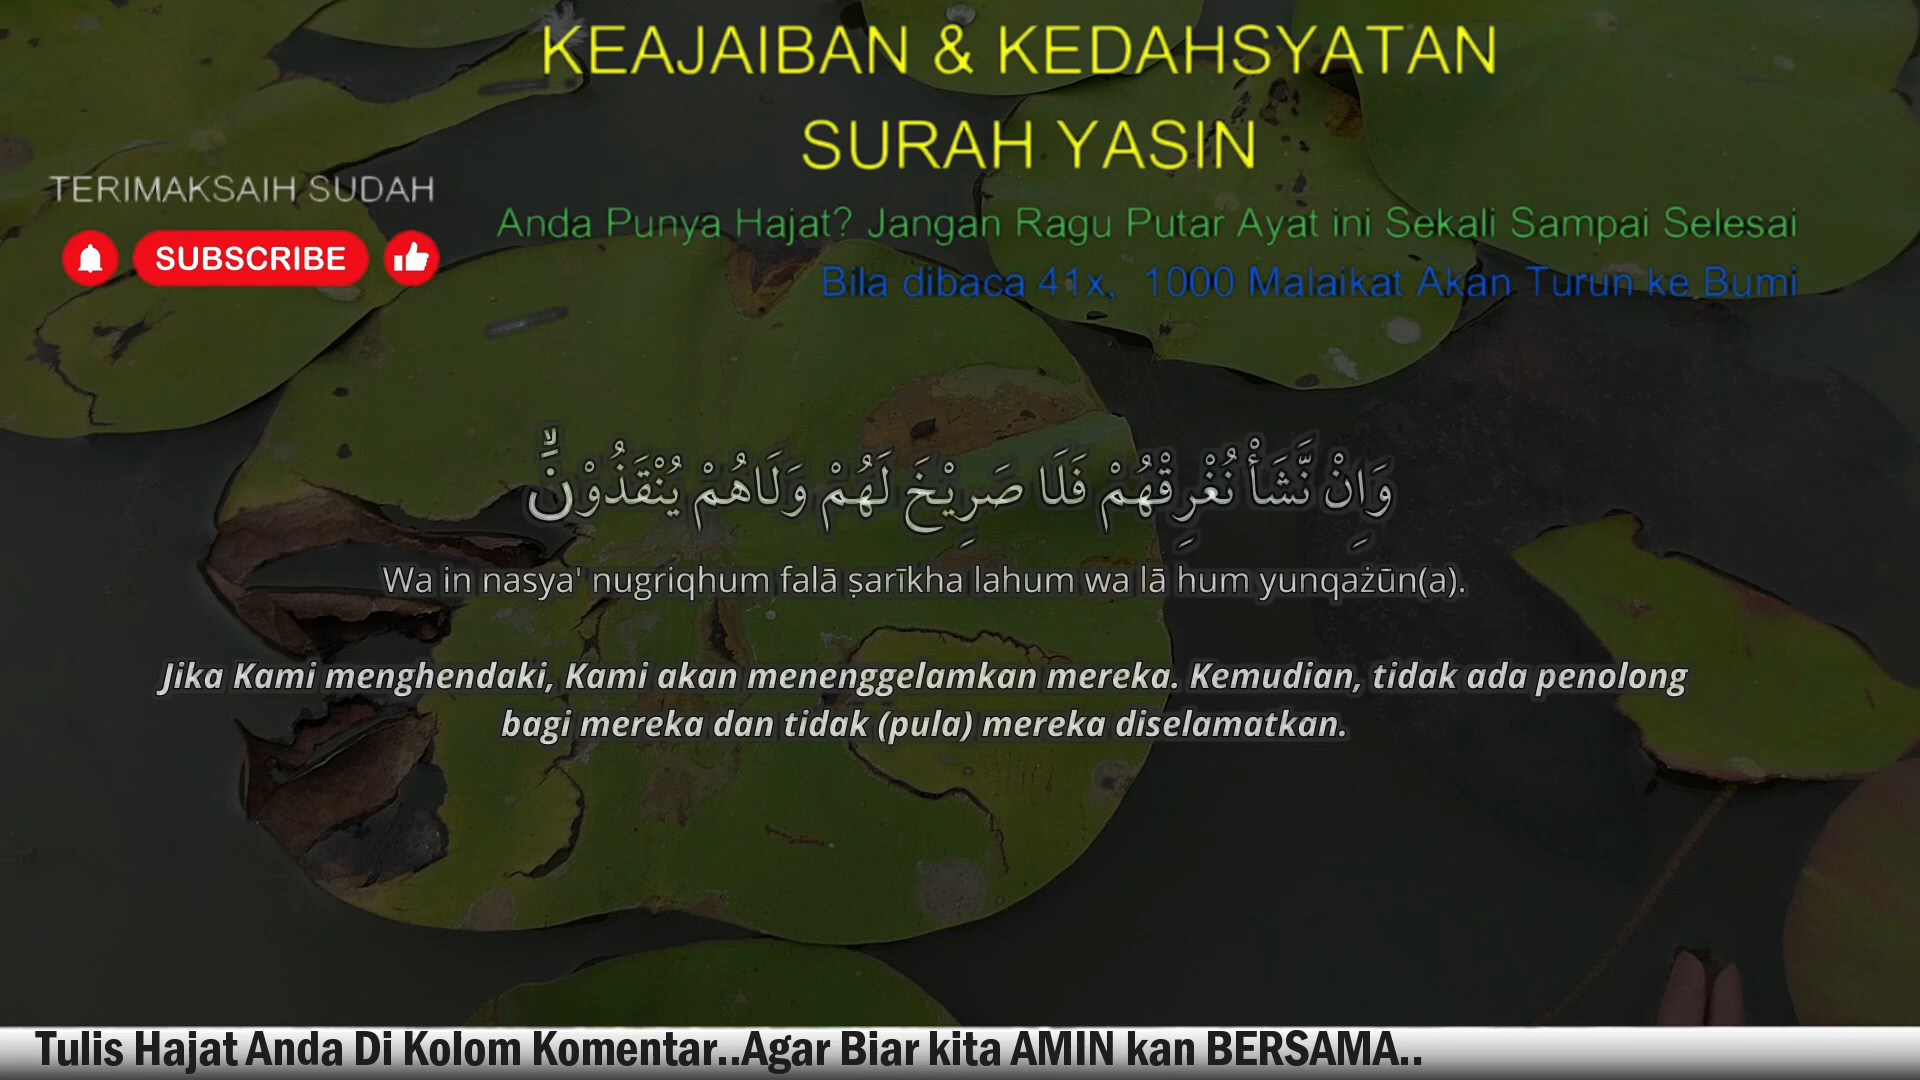 KEAJAIBAN & KEDAHSYATAN
SURAH YASIN
TERIMAKSAIH SUDAH
SUBSCRIBE
Anda Punya Hajat? Jangan Ragu Putar Ayat ini Sekali Sampai Selesai
Bila dibaca 41x, 1000 Malaikat Akan Turun ke Bumi
وَاِنْ نَّشَأْ نُغْرِقْهُمْ فَلَا صَرِيْخَ لَهُمْ وَلَاهُمْ يُنْقَذُوْنَۙ
Wa in nasya' nugriqhum falā ṣarīkha lahum wa lā hum yunqażūn(a).
Jika Kami menghendaki, Kami akan menenggelamkan mereka. Kemudian, tidak ada penolong
bagi mereka dan tidak (pula) mereka diselamatkan.
Tulis Hajat Anda Di Kolom Komentar..Agar Biar kita AMIN kan BERSAMA..